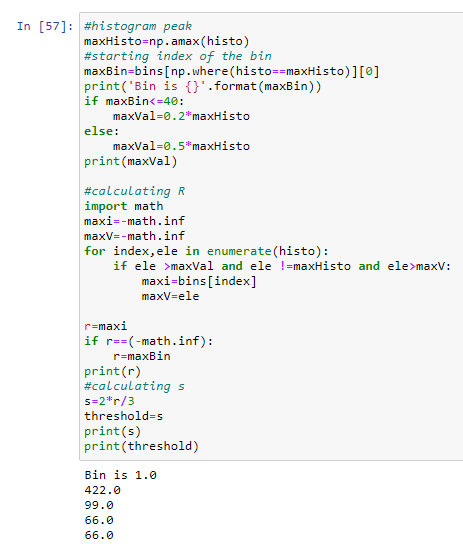 In [57]: #histogram peak
maxHisto=np.amax(histo)
#starting index of the bin
maxBin=bins[np.where(histo==maxHisto)][0]
print('Bin is {}'.format(maxBin))
if maxBin<=40:
    maxVal=0.2*maxHisto
else:
    maxVal=0.5*maxHisto
print(maxVal)

#calculating R
import math
maxi=-math.inf
maxV=-math.inf
for index,ele in enumerate(histo):
    if ele >maxVal and ele !=maxHisto and ele>maxV:
        maxi=bins[index]
        maxV=ele

r=maxi
if r==(-math.inf):
    r=maxBin
print(r)
#calculating s
s=2*r/3
threshold=s
print(s)
print(threshold)

Bin is 1.0
422.0
99.0
66.0
66.0